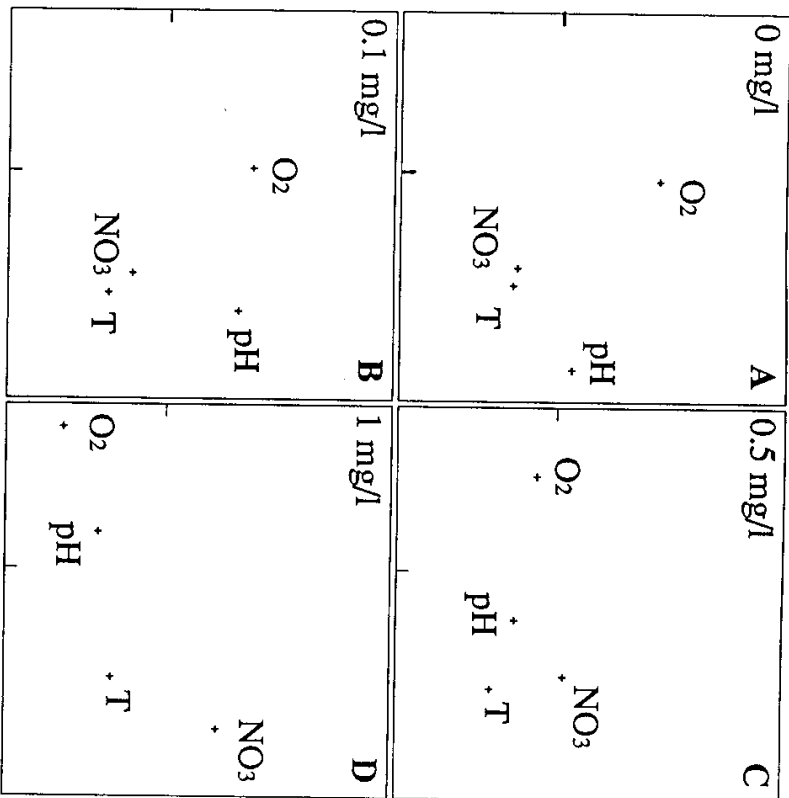 0 mg/l
A
O₂
pH
NO₃
T
0.5 mg/l
C
O₂
NO₃
pH
T
0.1 mg/l
B
O₂
pH
NO₃
T
1 mg/l
D
NO₃
O₂
T
pH